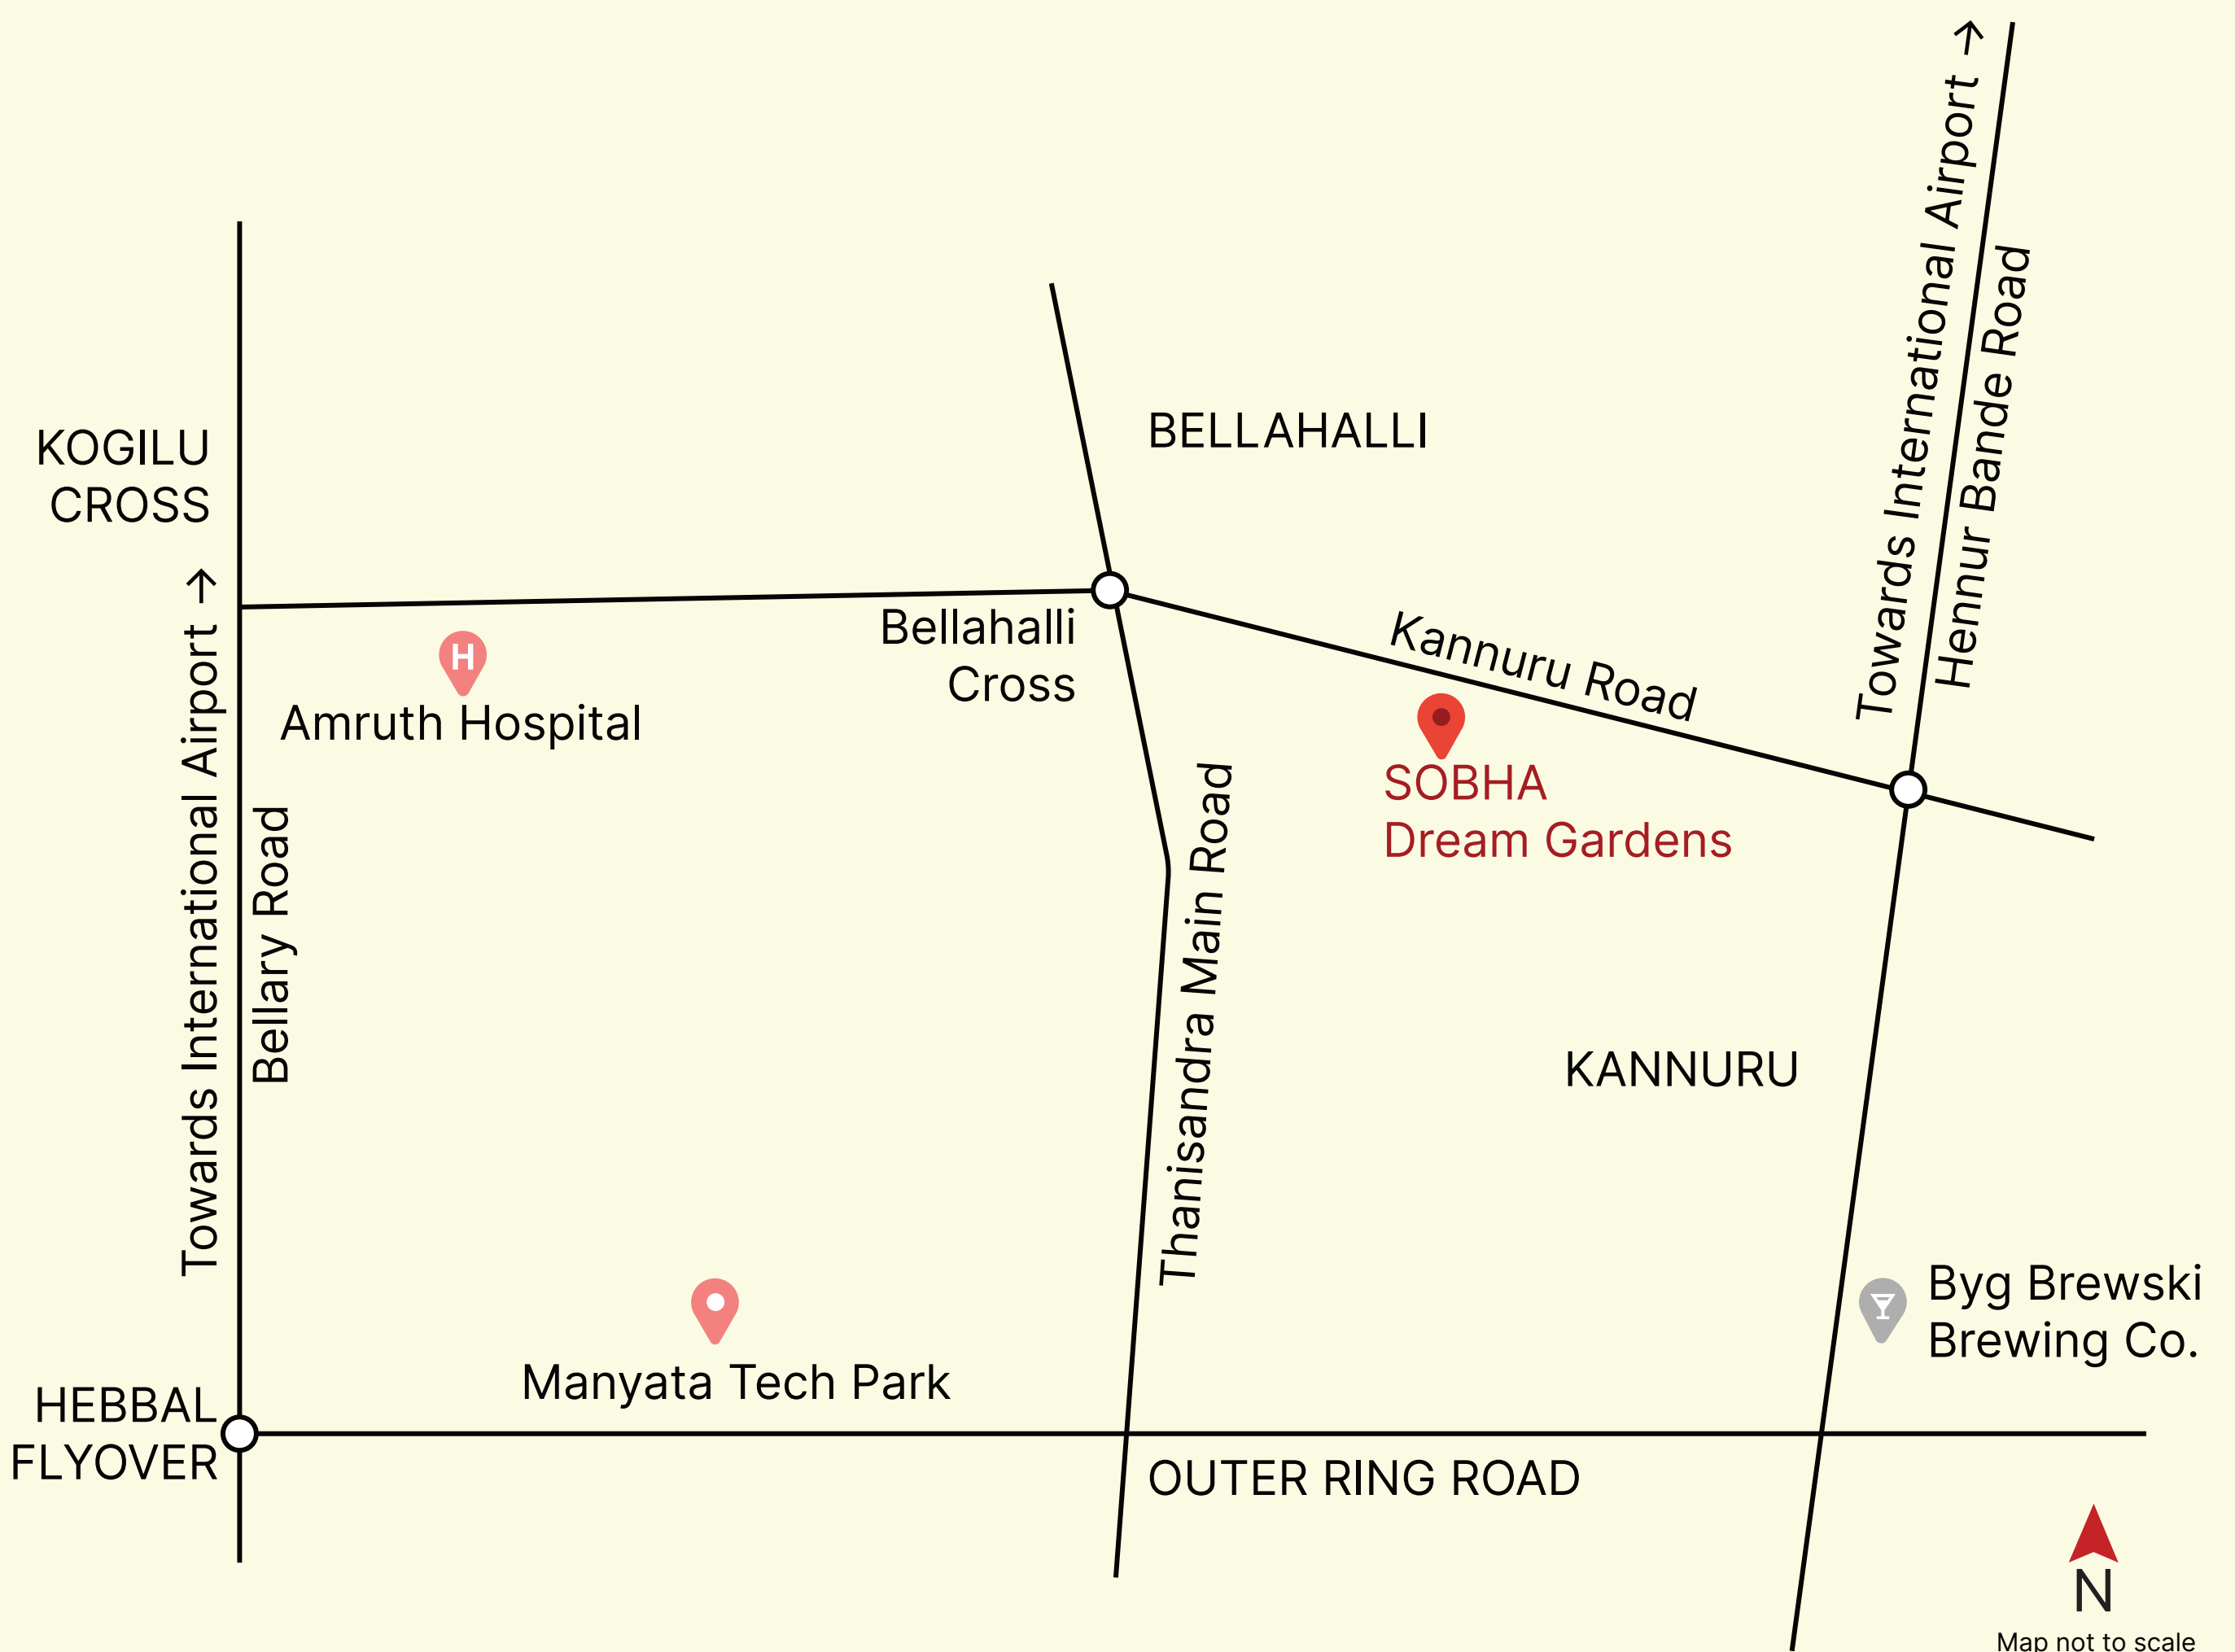 Towards International Airport →
Hennur Bande Road
BELLAHALLI
KOGILU
CROSS
Bellahalli
Cross
Kannuru Road
H
Amruth Hospital
SOBHA
Dream Gardens
Towards International Airport →
Bellary Road
Thanisandra Main Road
KANNURU
Byg Brewski
Brewing Co.
Manyata Tech Park
HEBBAL
FLYOVER
OUTER RING ROAD
N
Map not to scale